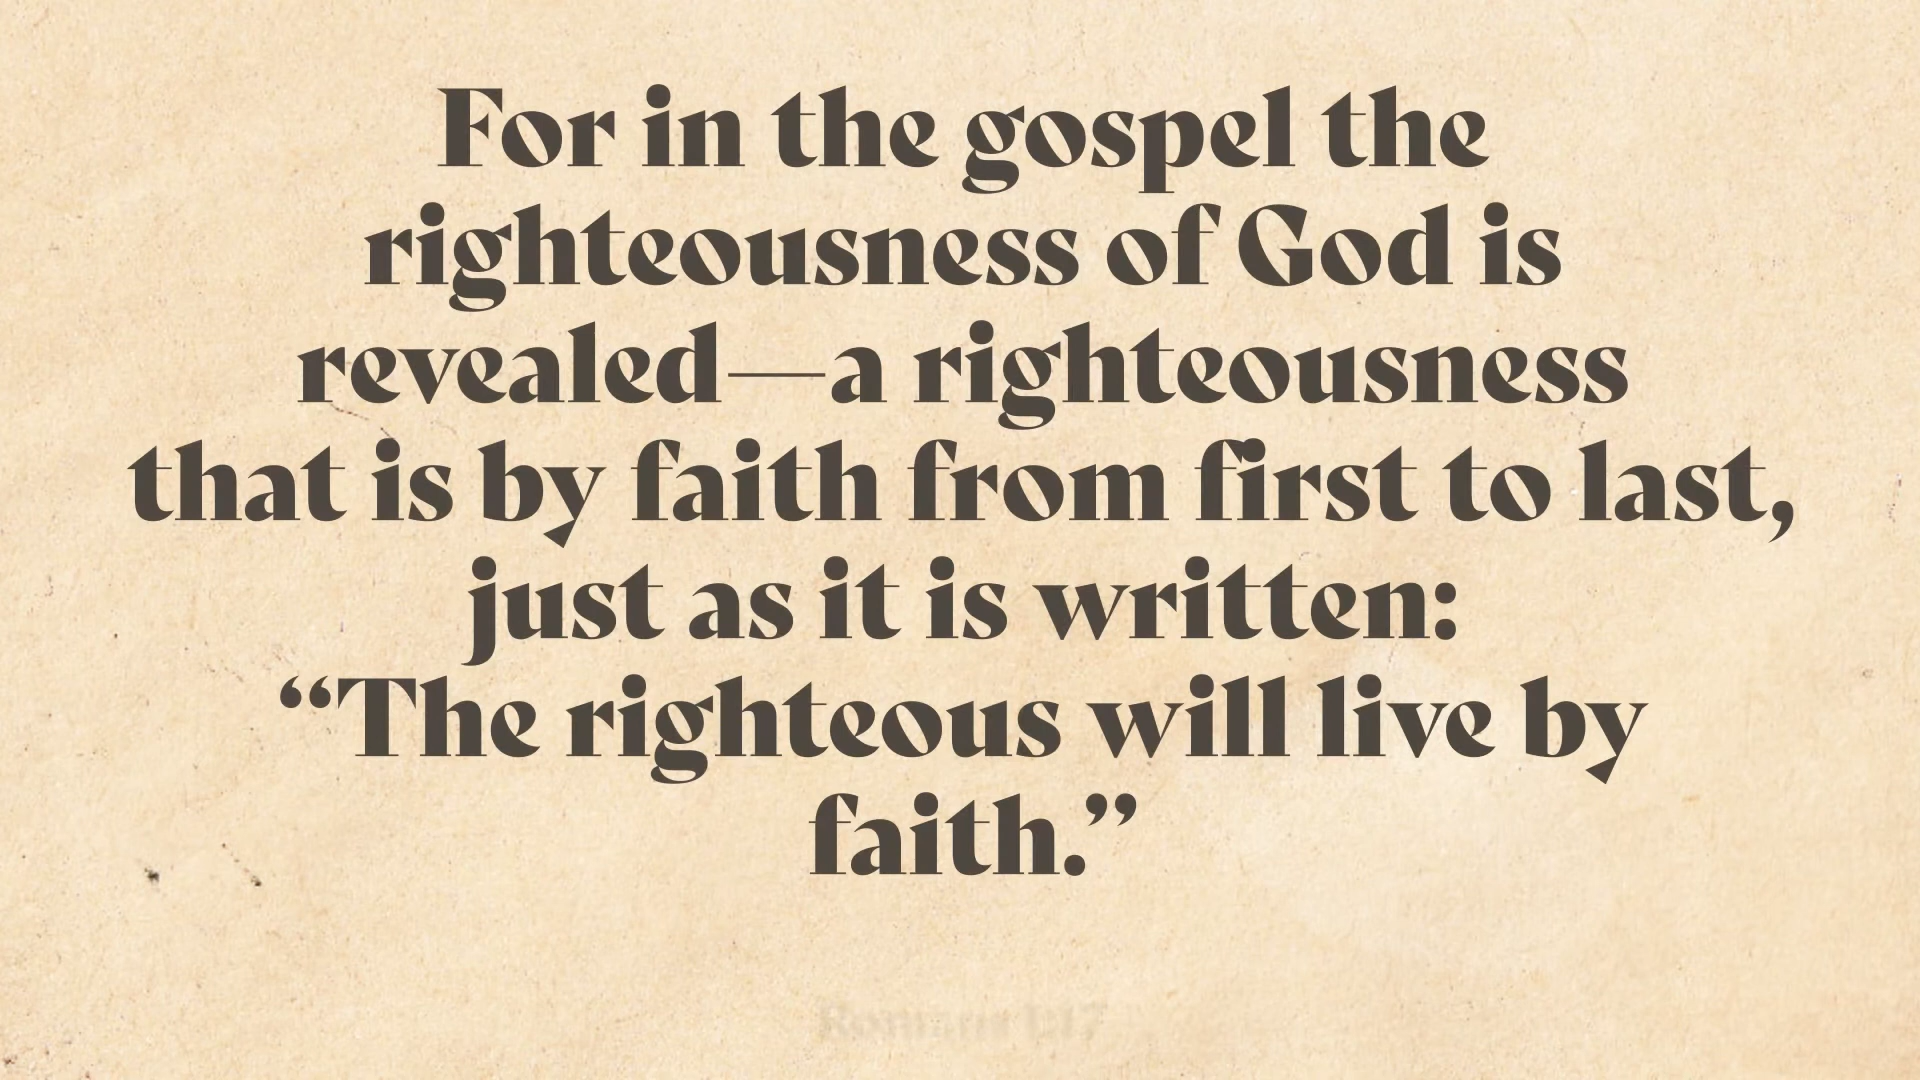 For in the gospel the
righteousness of God is
revealed—a righteousness
that is by faith from first to last,
just as it is written:
“The righteous will live by
faith.”
Romans 1:17